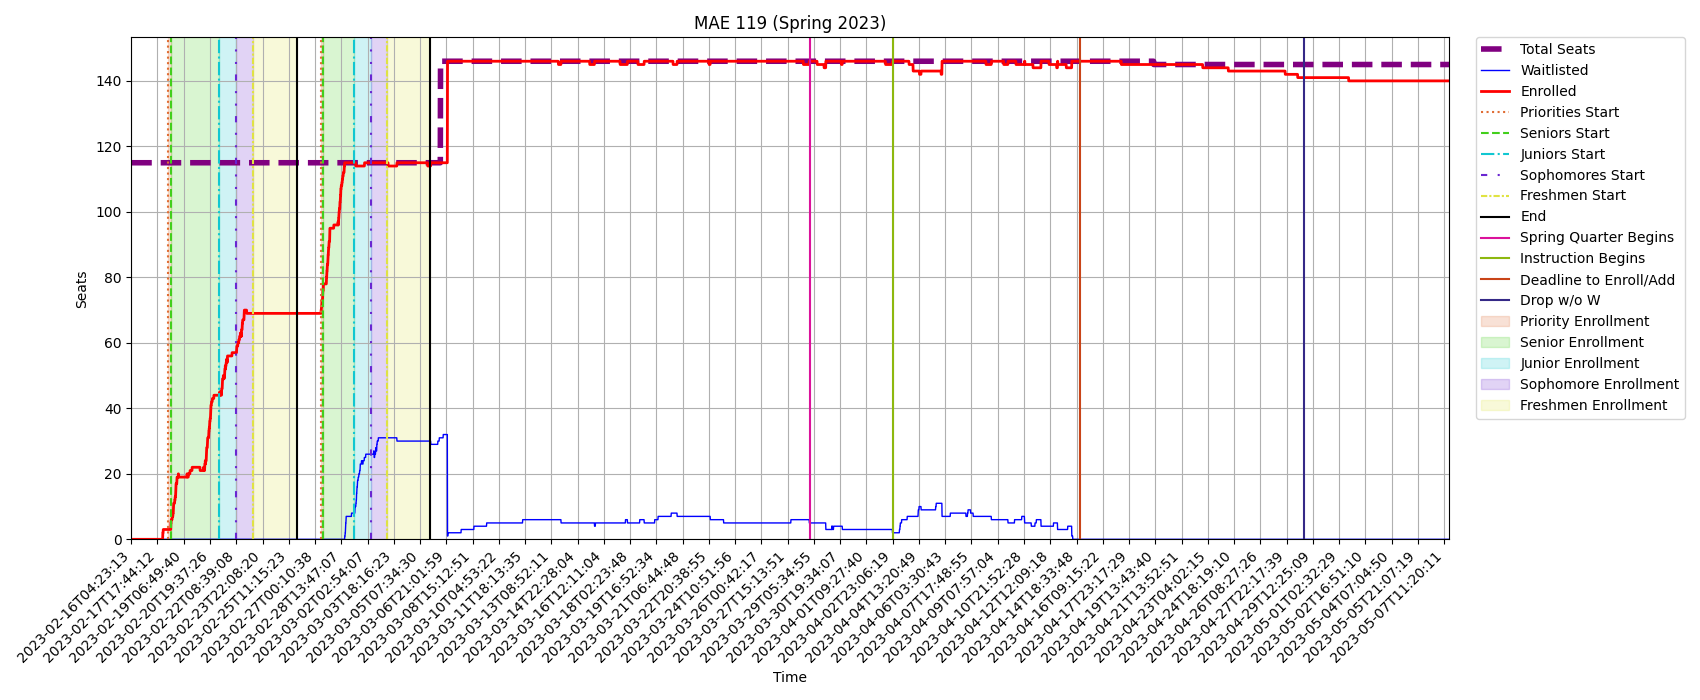 MAE 119 (Spring 2023)
Seats
140
120
100
80
60
40
20
0
2023-02-16T04:23:13
2023-02-17T17:44:12
2023-02-19T06:49:40
2023-02-20T19:37:26
2023-02-22T08:39:08
2023-02-23T22:08:20
2023-02-25T11:15:23
2023-02-27T00:10:38
2023-02-28T13:47:07
2023-03-02T02:54:07
2023-03-03T18:16:23
2023-03-05T07:34:30
2023-03-06T21:01:59
2023-03-08T15:12:51
2023-03-10T04:53:22
2023-03-11T18:13:35
2023-03-13T08:52:11
2023-03-14T22:28:04
2023-03-16T12:11:04
2023-03-18T02:23:48
2023-03-19T16:52:34
2023-03-21T06:44:48
2023-03-22T20:38:55
2023-03-24T10:51:56
2023-03-26T00:42:17
2023-03-27T15:13:51
2023-03-29T05:34:55
2023-03-30T19:34:07
2023-04-01T09:27:40
2023-04-02T23:06:19
2023-04-04T13:20:49
2023-04-06T03:30:43
2023-04-07T17:48:55
2023-04-09T07:57:04
2023-04-10T21:52:28
2023-04-12T12:09:18
2023-04-14T18:33:48
2023-04-16T09:15:22
2023-04-17T23:17:29
2023-04-19T13:43:40
2023-04-21T13:52:51
2023-04-23T04:02:15
2023-04-24T18:19:10
2023-04-26T08:27:26
2023-04-27T22:17:39
2023-04-29T12:25:09
2023-05-01T02:32:29
2023-05-02T16:51:10
2023-05-04T07:04:50
2023-05-05T21:07:19
2023-05-07T11:20:11
Time
Total Seats
Waitlisted
Enrolled
Priorities Start
Seniors Start
Juniors Start
Sophomores Start
Freshmen Start
End
Spring Quarter Begins
Instruction Begins
Deadline to Enroll/Add
Drop w/o W
Priority Enrollment
Senior Enrollment
Junior Enrollment
Sophomore Enrollment
Freshmen Enrollment